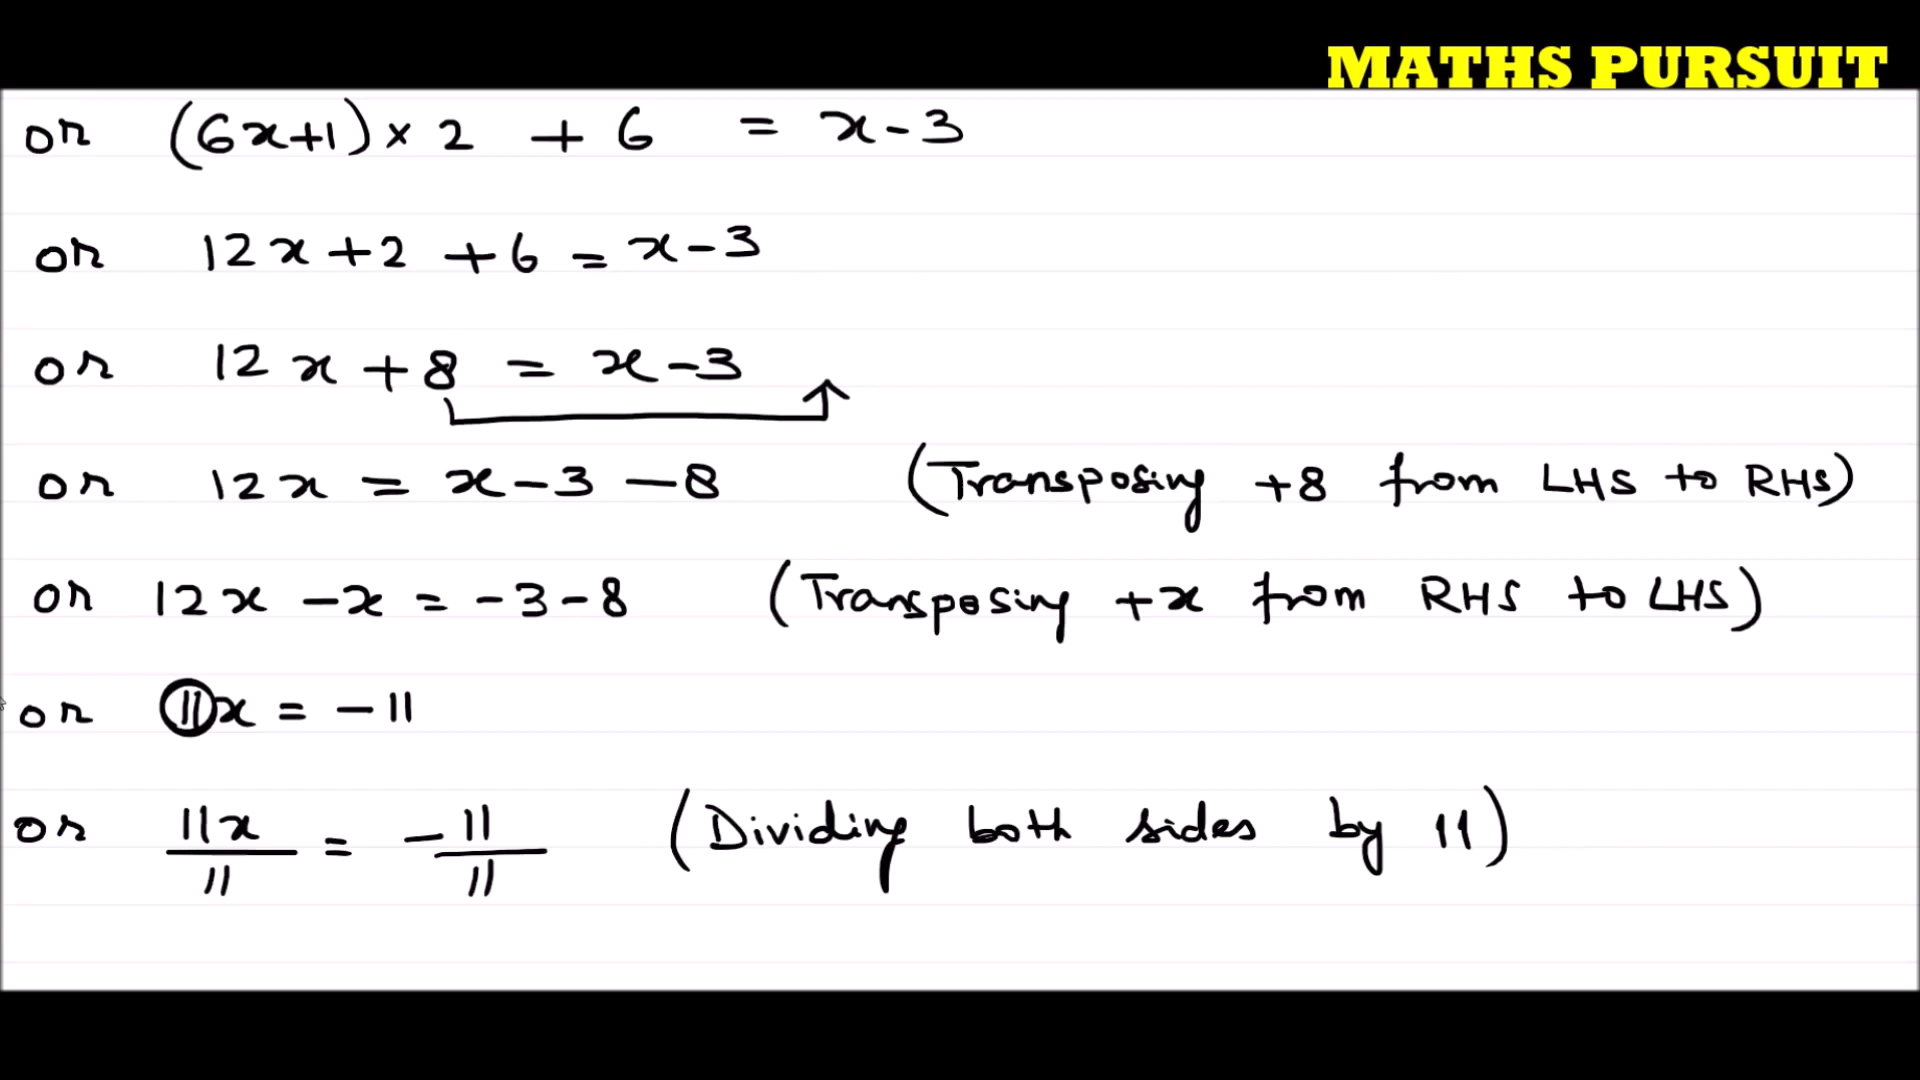 MATHS PURSUIT
or (6x+1) × 2 + 6 = x - 3
or 12x + 2 + 6 = x - 3
or 12x + 8 = x - 3
or 12x = x - 3 - 8 (Transposing +8 from LHS to RHS)
or 12x - x = - 3 - 8 (Transposing +x from RHS to LHS)
or 11x = - 11
or 11x/11 = -11/11 (Dividing both sides by 11)